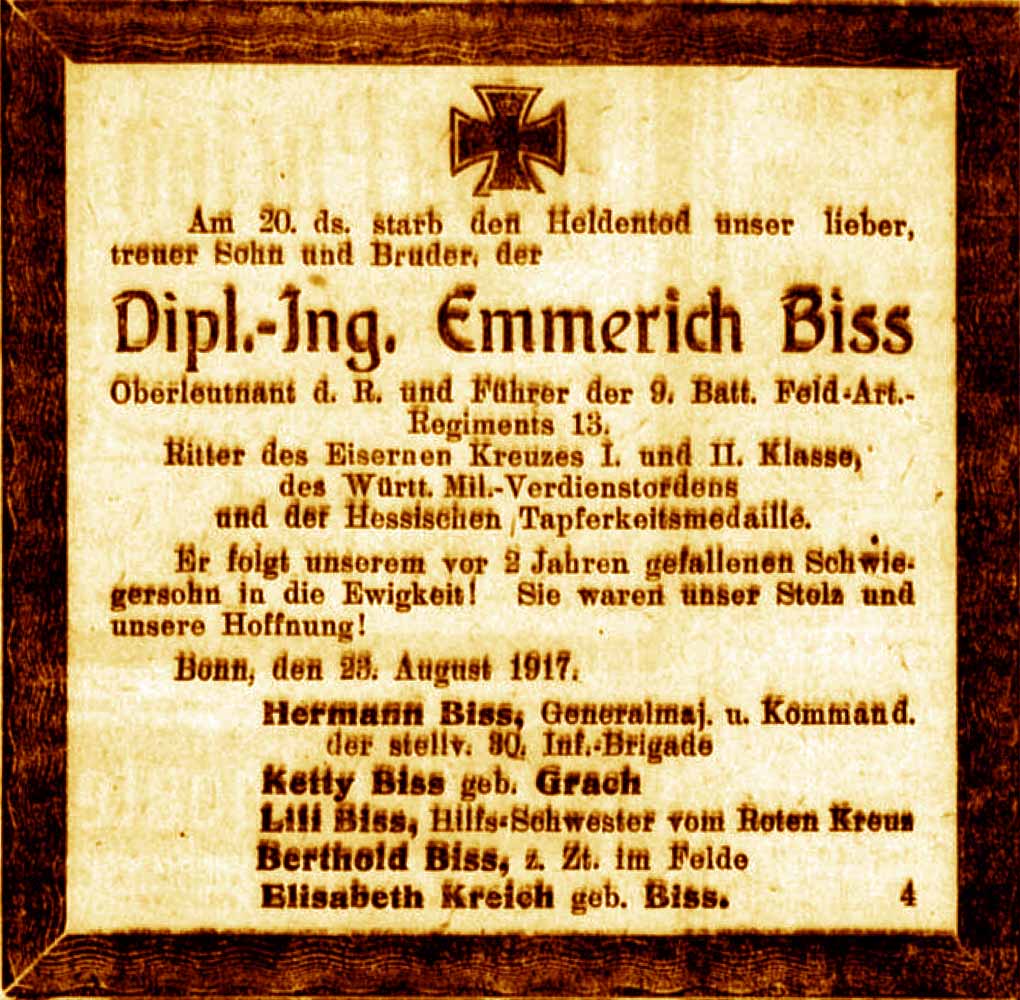 Am 20. ds. starb den Heldentod unser lieber,
treuer Sohn und Bruder, der
Dipl.-Ing. Emmerich Biss
Oberleutnant d. R. und Führer der 9. Batt. Feld-Art.-
Regiments 13.
Ritter des Eisernen Kreuzes I. und II. Klasse,
des Württ. Mil.-Verdienstordens
und der Hessischen Tapferkeitsmedaille.
Er folgt unserem vor 2 Jahren gefallenen Schwie-
gersohn in die Ewigkeit! Sie waren unser Stolz und
unsere Hoffnung!
Bonn, den 23. August 1917.
Hermann Biss, Generalmaj. u. Kommand.
der stellv. 80. Inf.-Brigade
Ketty Biss geb. Grach
Lili Biss, Hilfs-Schwester vom Roten Kreuz
Berthold Biss, z. Zt. im Felde
Elisabeth Kreich geb. Biss. 4